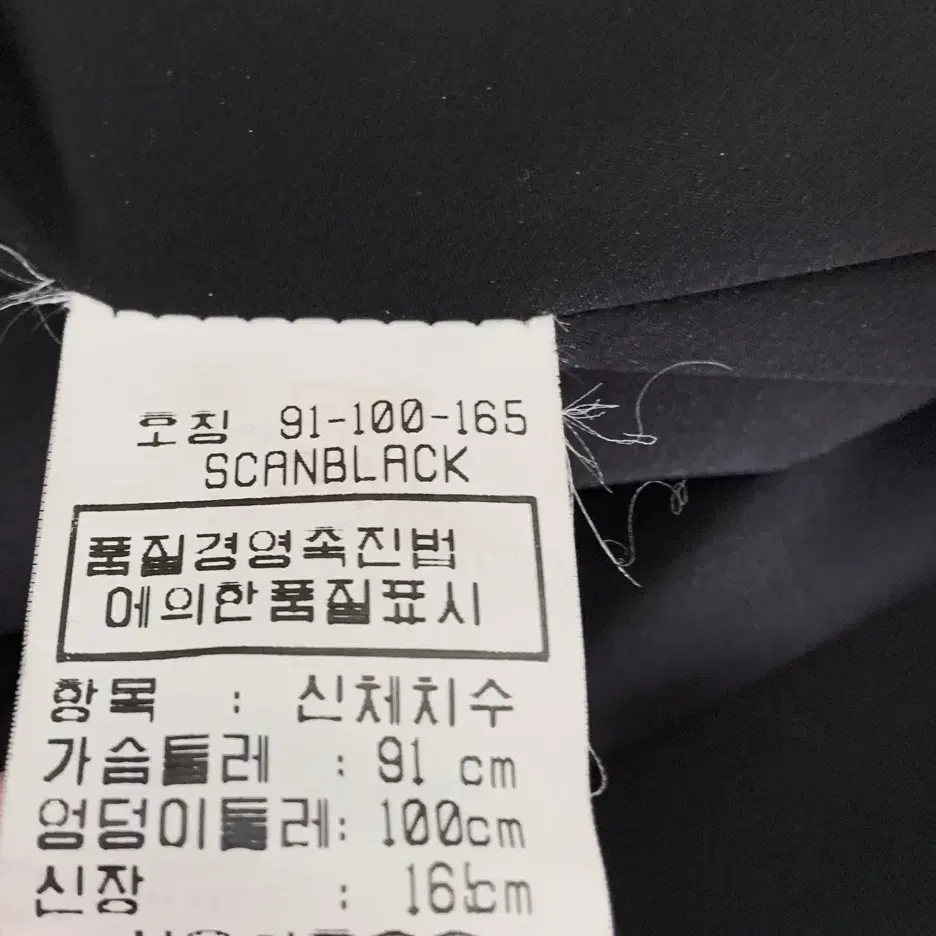 호칭 91-100-165
SCANBLACK
품질경영촉진법
에의한품질표시
항목 : 신체치수
가슴둘레 : 91 cm
엉덩이둘레: 100cm
신장 : 165cm